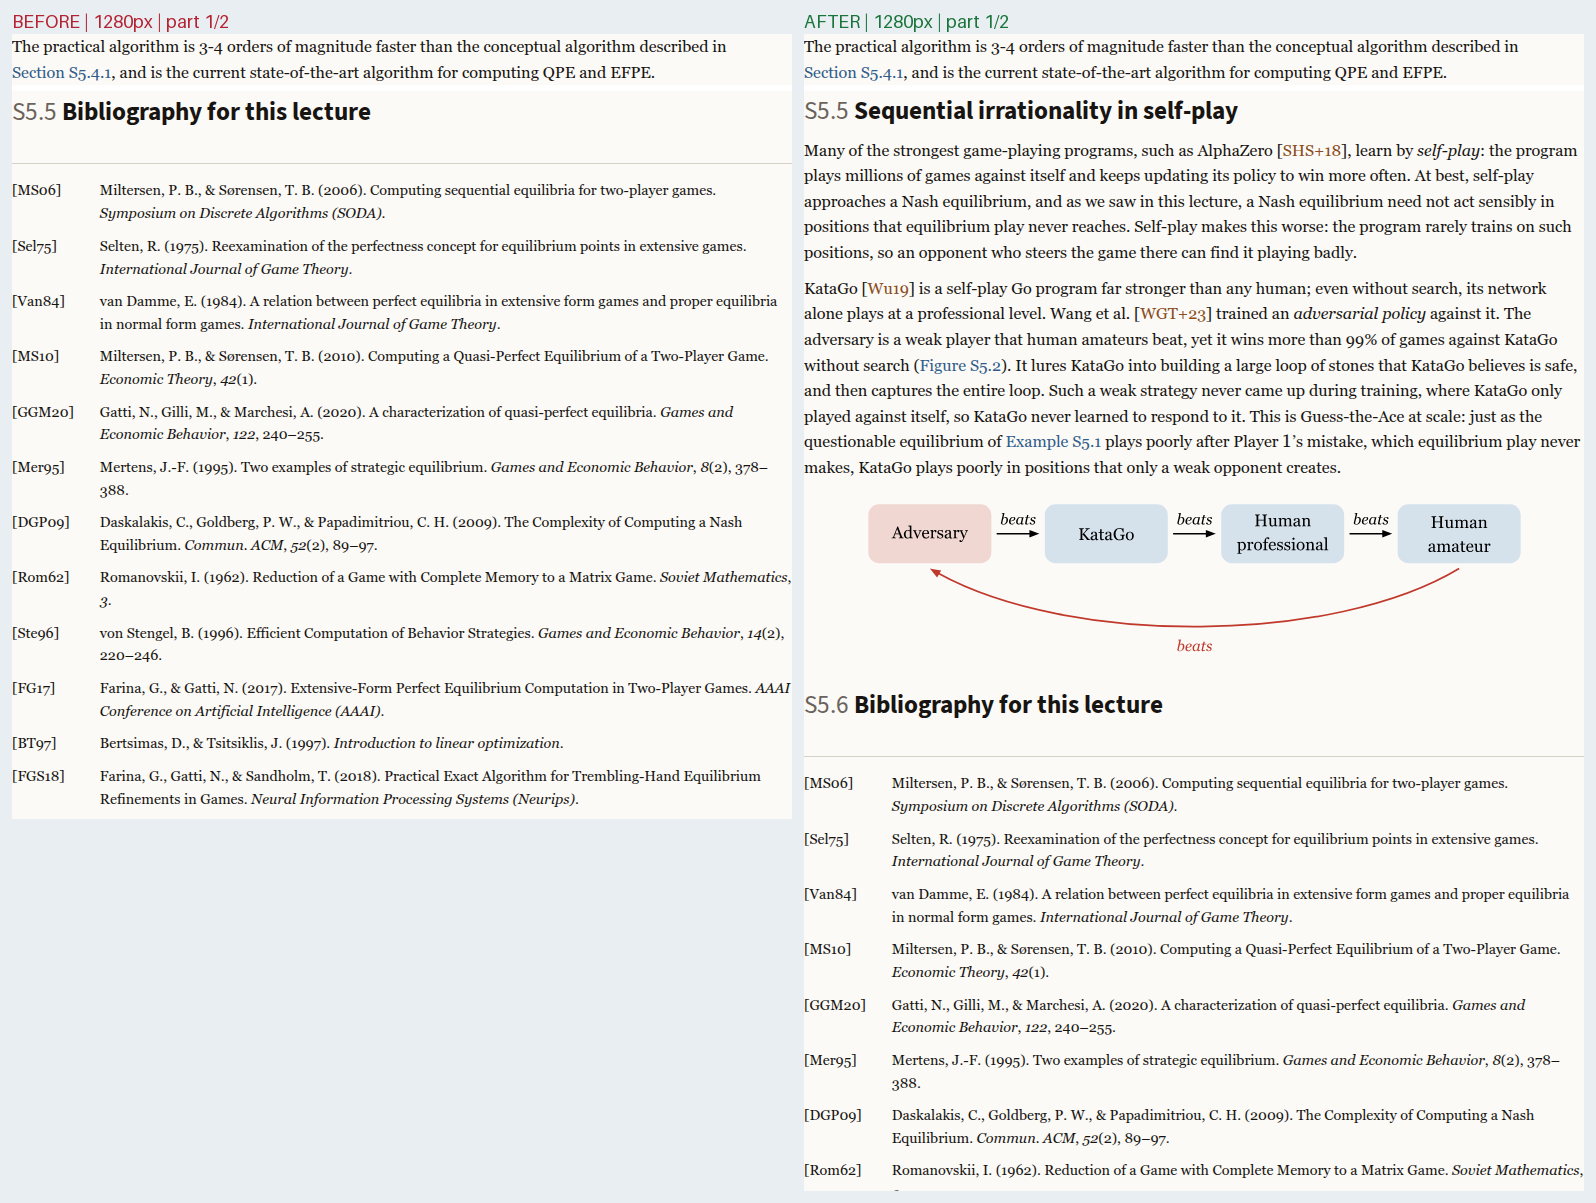 BEFORE | 1280px | part 1/2
The practical algorithm is 3-4 orders of magnitude faster than the conceptual algorithm described in
Section S5.4.1, and is the current state-of-the-art algorithm for computing QPE and EFPE.
S5.5 Bibliography for this lecture
[MS06] Miltersen, P. B., & Sørensen, T. B. (2006). Computing sequential equilibria for two-player games.
Symposium on Discrete Algorithms (SODA).
[Sel75] Selten, R. (1975). Reexamination of the perfectness concept for equilibrium points in extensive games.
International Journal of Game Theory.
[Van84] van Damme, E. (1984). A relation between perfect equilibria in extensive form games and proper equilibria
in normal form games. International Journal of Game Theory.
[MS10] Miltersen, P. B., & Sørensen, T. B. (2010). Computing a Quasi-Perfect Equilibrium of a Two-Player Game.
Economic Theory, 42(1).
[GGM20] Gatti, N., Gilli, M., & Marchesi, A. (2020). A characterization of quasi-perfect equilibria. Games and
Economic Behavior, 122, 240–255.
[Mer95] Mertens, J.-F. (1995). Two examples of strategic equilibrium. Games and Economic Behavior, 8(2), 378–
388.
[DGP09] Daskalakis, C., Goldberg, P. W., & Papadimitriou, C. H. (2009). The Complexity of Computing a Nash
Equilibrium. Commun. ACM, 52(2), 89–97.
[Rom62] Romanovskii, I. (1962). Reduction of a Game with Complete Memory to a Matrix Game. Soviet Mathematics,
3.
[Ste96] von Stengel, B. (1996). Efficient Computation of Behavior Strategies. Games and Economic Behavior, 14(2),
220–246.
[FG17] Farina, G., & Gatti, N. (2017). Extensive-Form Perfect Equilibrium Computation in Two-Player Games. AAAI
Conference on Artificial Intelligence (AAAI).
[BT97] Bertsimas, D., & Tsitsiklis, J. (1997). Introduction to linear optimization.
[FGS18] Farina, G., Gatti, N., & Sandholm, T. (2018). Practical Exact Algorithm for Trembling-Hand Equilibrium
Refinements in Games. Neural Information Processing Systems (Neurips).
AFTER | 1280px | part 1/2
The practical algorithm is 3-4 orders of magnitude faster than the conceptual algorithm described in
Section S5.4.1, and is the current state-of-the-art algorithm for computing QPE and EFPE.
S5.5 Sequential irrationality in self-play
Many of the strongest game-playing programs, such as AlphaZero [SHS+18], learn by self-play: the program
plays millions of games against itself and keeps updating its policy to win more often. At best, self-play
approaches a Nash equilibrium, and as we saw in this lecture, a Nash equilibrium need not act sensibly in
positions that equilibrium play never reaches. Self-play makes this worse: the program rarely trains on such
positions, so an opponent who steers the game there can find it playing badly.
KataGo [Wu19] is a self-play Go program far stronger than any human; even without search, its network
alone plays at a professional level. Wang et al. [WGT+23] trained an adversarial policy against it. The
adversary is a weak player that human amateurs beat, yet it wins more than 99% of games against KataGo
without search (Figure S5.2). It lures KataGo into building a large loop of stones that KataGo believes is safe,
and then captures the entire loop. Such a weak strategy never came up during training, where KataGo only
played against itself, so KataGo never learned to respond to it. This is Guess-the-Ace at scale: just as the
questionable equilibrium of Example S5.1 plays poorly after Player 1's mistake, which equilibrium play never
makes, KataGo plays poorly in positions that only a weak opponent creates.
Adversary beats KataGo beats Human professional beats Human amateur
beats
S5.6 Bibliography for this lecture
[MS06] Miltersen, P. B., & Sørensen, T. B. (2006). Computing sequential equilibria for two-player games.
Symposium on Discrete Algorithms (SODA).
[Sel75] Selten, R. (1975). Reexamination of the perfectness concept for equilibrium points in extensive games.
International Journal of Game Theory.
[Van84] van Damme, E. (1984). A relation between perfect equilibria in extensive form games and proper equilibria
in normal form games. International Journal of Game Theory.
[MS10] Miltersen, P. B., & Sørensen, T. B. (2010). Computing a Quasi-Perfect Equilibrium of a Two-Player Game.
Economic Theory, 42(1).
[GGM20] Gatti, N., Gilli, M., & Marchesi, A. (2020). A characterization of quasi-perfect equilibria. Games and
Economic Behavior, 122, 240–255.
[Mer95] Mertens, J.-F. (1995). Two examples of strategic equilibrium. Games and Economic Behavior, 8(2), 378–
388.
[DGP09] Daskalakis, C., Goldberg, P. W., & Papadimitriou, C. H. (2009). The Complexity of Computing a Nash
Equilibrium. Commun. ACM, 52(2), 89–97.
[Rom62] Romanovskii, I. (1962). Reduction of a Game with Complete Memory to a Matrix Game. Soviet Mathematics,